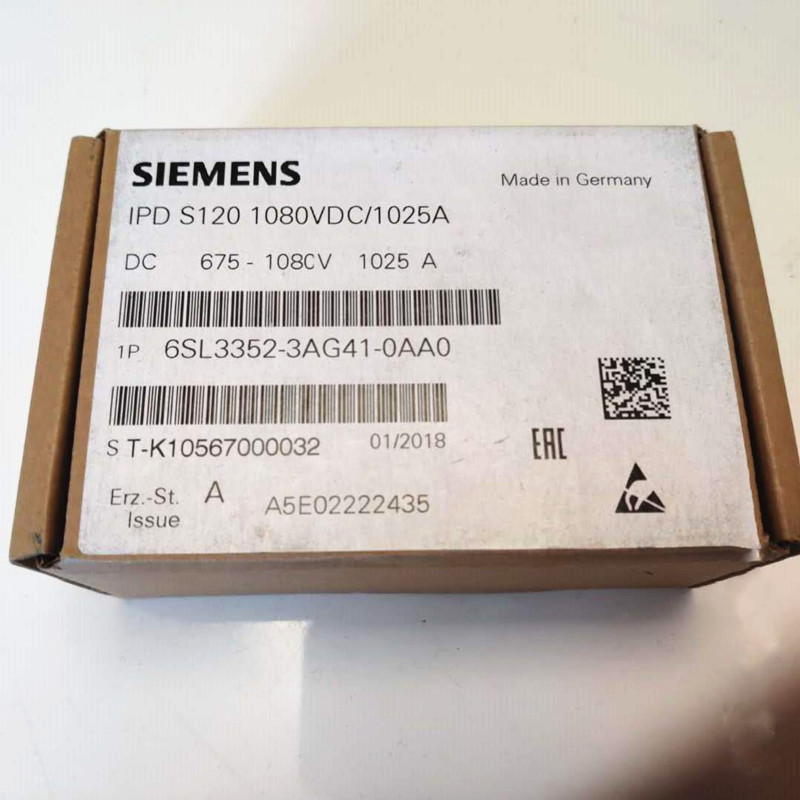 SIEMENS
Made in Germany
IPD S120 1080VDC/1025A
DC 675 - 1080V 1025 A
1P 6SL3352-3AG41-0AA0
S T-K10567000032 01/2018
EAC
Erz.-St. A A5E02222435
Issue